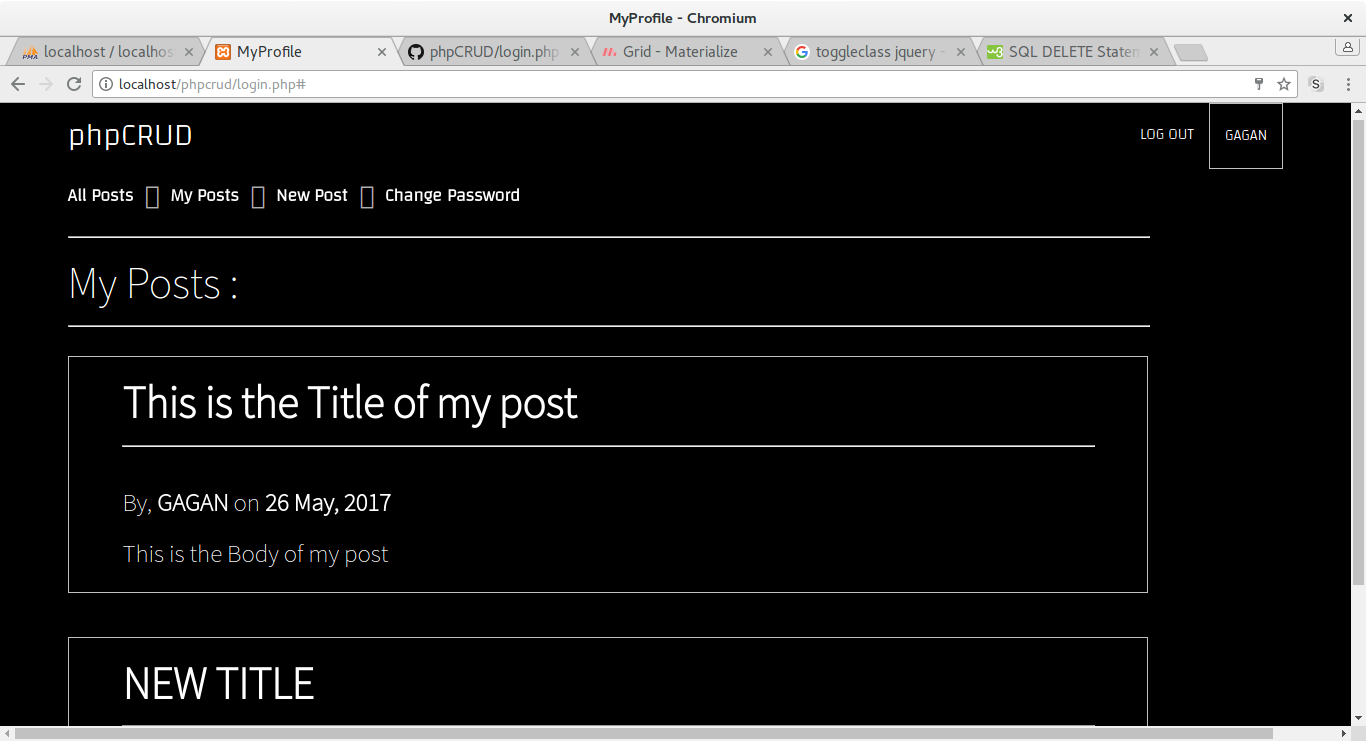 MyProfile - Chromium
localhost / localhos MyProfile phpCRUD/login.php Grid - Materialize toggleclass jquery - SQL DELETE Statem
localhost/phpcrud/login.php#
phpCRUD
LOG OUT GAGAN
All Posts My Posts New Post Change Password
My Posts :
This is the Title of my post
By, GAGAN on 26 May, 2017
This is the Body of my post
NEW TITLE